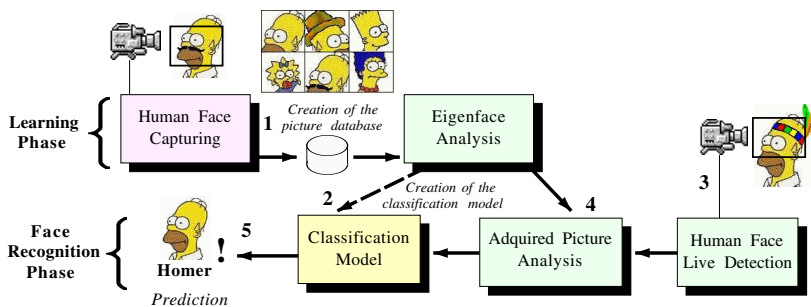 Learning
Phase
Human Face
Capturing
1
Creation of the
picture database
Eigenface
Analysis
2
Creation of the
classification model
3
4
Face
Recognition
Phase
5
Homer !
Prediction
Classification
Model
Adquired Picture
Analysis
Human Face
Live Detection